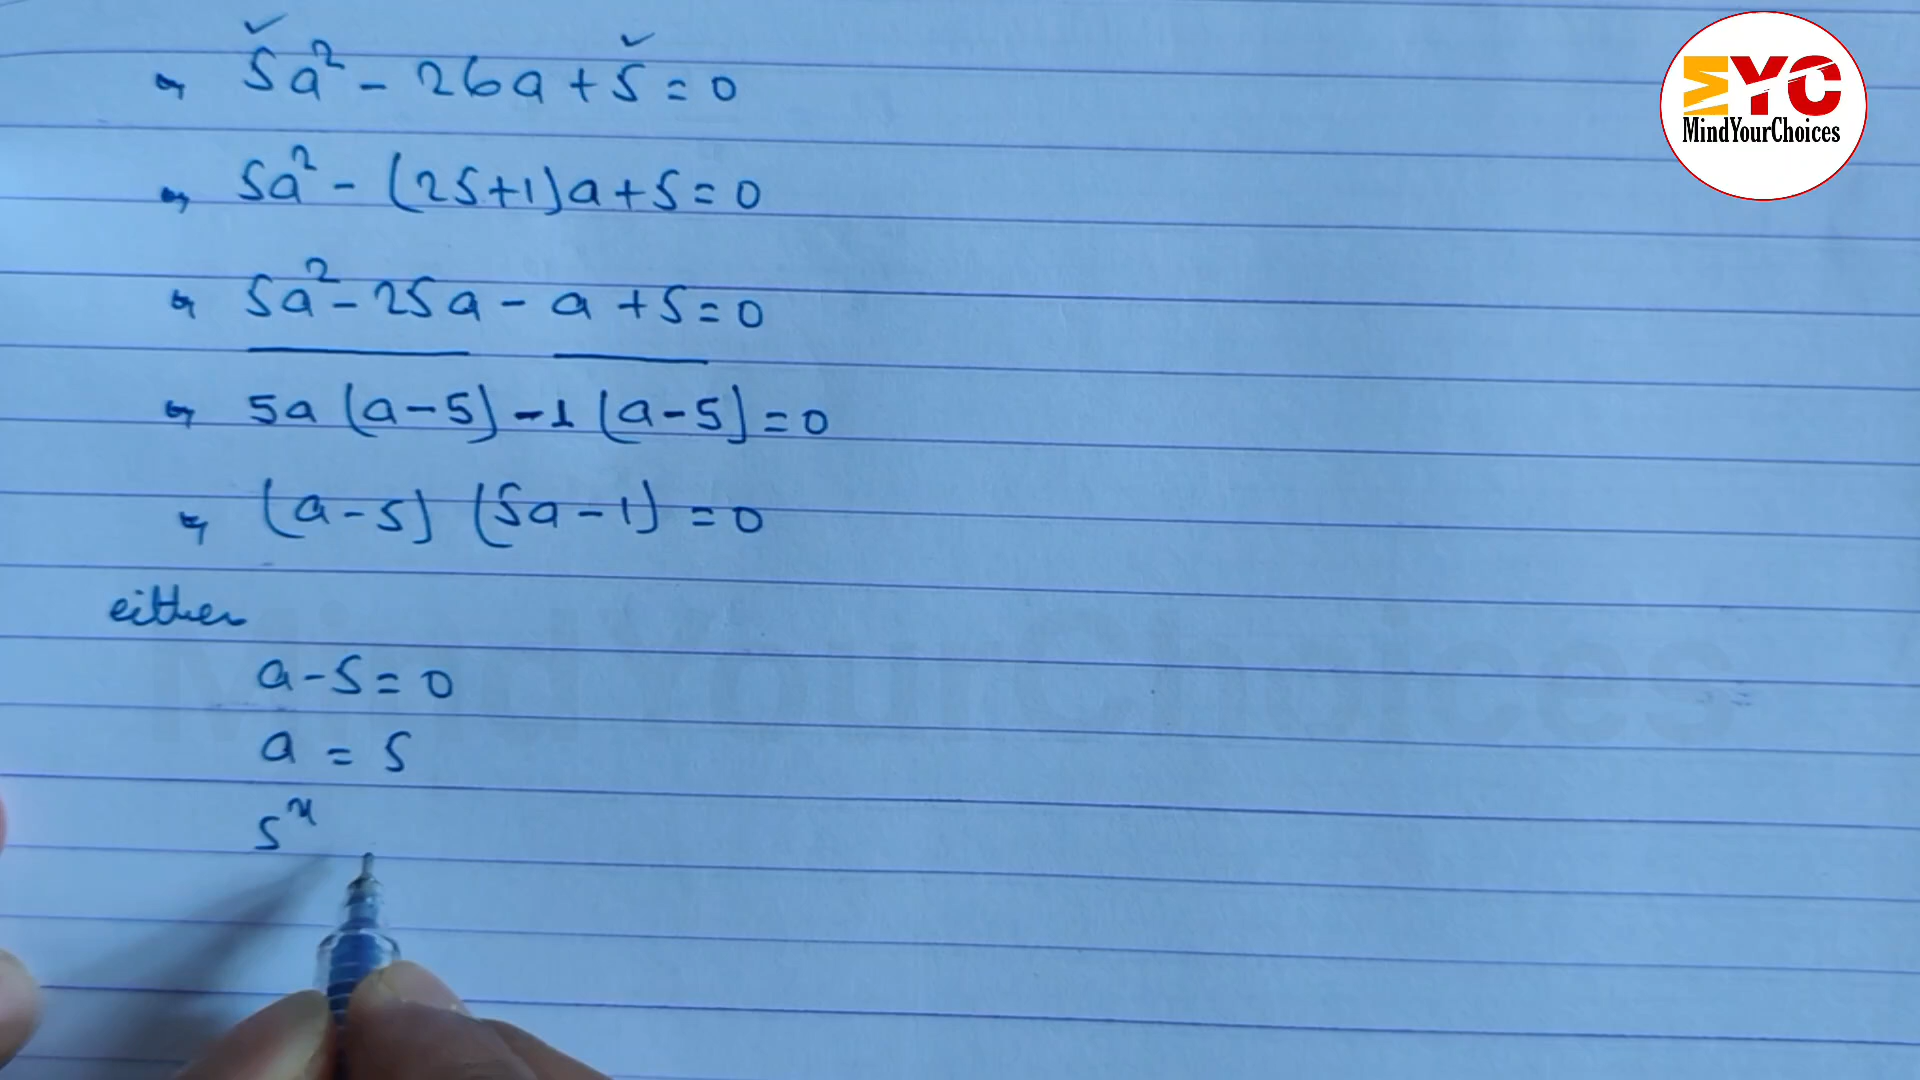 5a² - 26a + 5 = 0
5a² - (25+1)a + 5 = 0
5a² - 25a - a + 5 = 0
5a (a-5) -1 (a-5) = 0
(a-5) (5a-1) = 0
either
a-5 = 0
a = 5
5ˣ
MYC
MindYourChoices
MindYourChoices